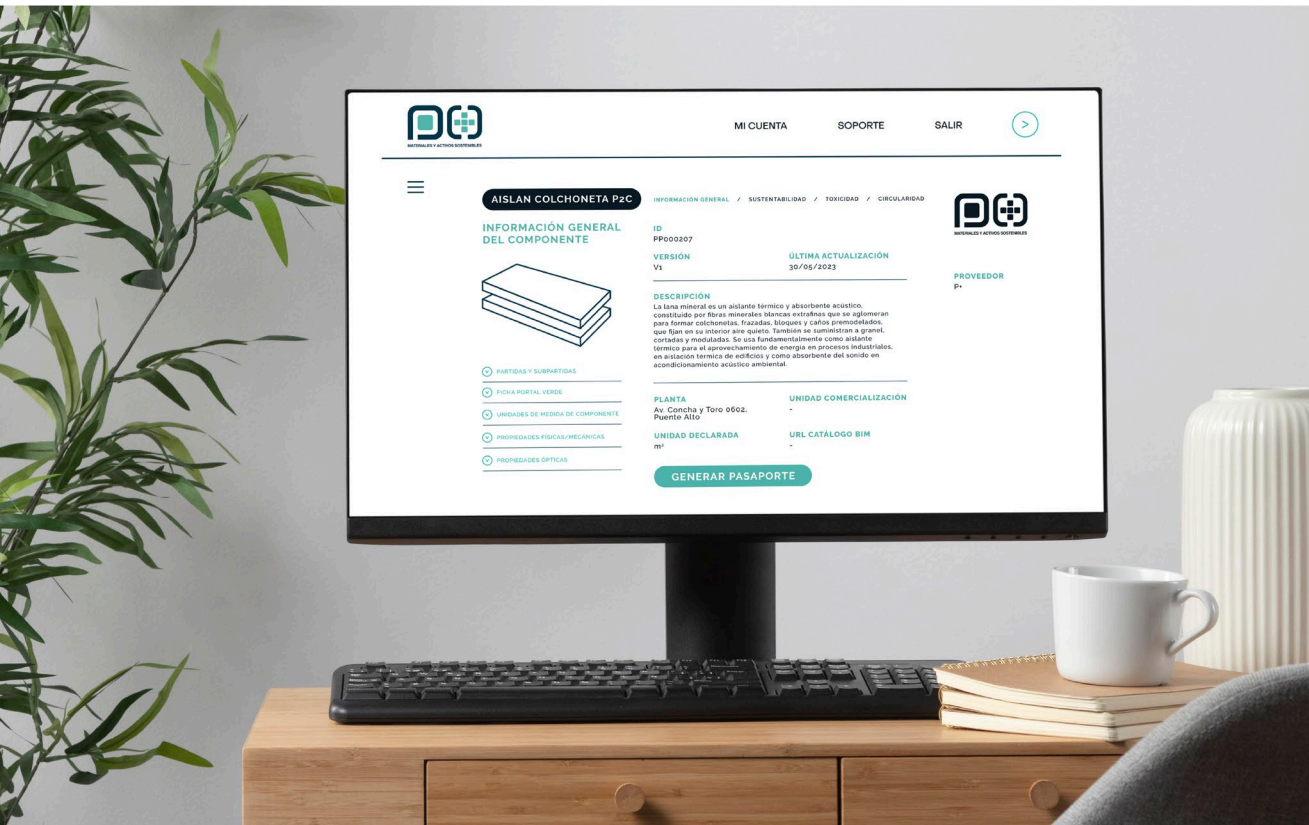 MATERIALES Y ACTIVOS SOSTENIBLES
MI CUENTA
SOPORTE
SALIR
>
AISLAN COLCHONETA P2C
INFORMACIÓN GENERAL
DEL COMPONENTE
PARTIDAS Y SUBPARTIDAS
FICHA PORTAL VERDE
UNIDADES DE MEDIDA DE COMPONENTE
PROPIEDADES FÍSICAS/MECÁNICAS
PROPIEDADES ÓPTICAS
INFORMACIÓN GENERAL / SUSTENTABILIDAD / TOXICIDAD / CIRCULARIDAD
ID
PP000207
VERSIÓN
V1
ÚLTIMA ACTUALIZACIÓN
30/05/2023
DESCRIPCIÓN
La lana mineral es un aislante térmico y absorbente acústico,
constituido por fibras minerales blancas extrafinas que se aglomeran
para formar colchonetas, frazadas, bloques y caños premodelados,
que fijan en su interior aire quieto. También se suministran a granel,
cortadas y moduladas. Se usa fundamentalmente como aislante
térmico para el aprovechamiento de energía en procesos industriales,
en aislación térmica de edificios y como absorbente del sonido en
acondicionamiento acústico ambiental.
PLANTA
Av. Concha y Toro 0602,
Puente Alto
UNIDAD COMERCIALIZACIÓN
-
UNIDAD DECLARADA
m²
URL CATÁLOGO BIM
-
GENERAR PASAPORTE
MATERIALES Y ACTIVOS SOSTENIBLES
PROVEEDOR
P+